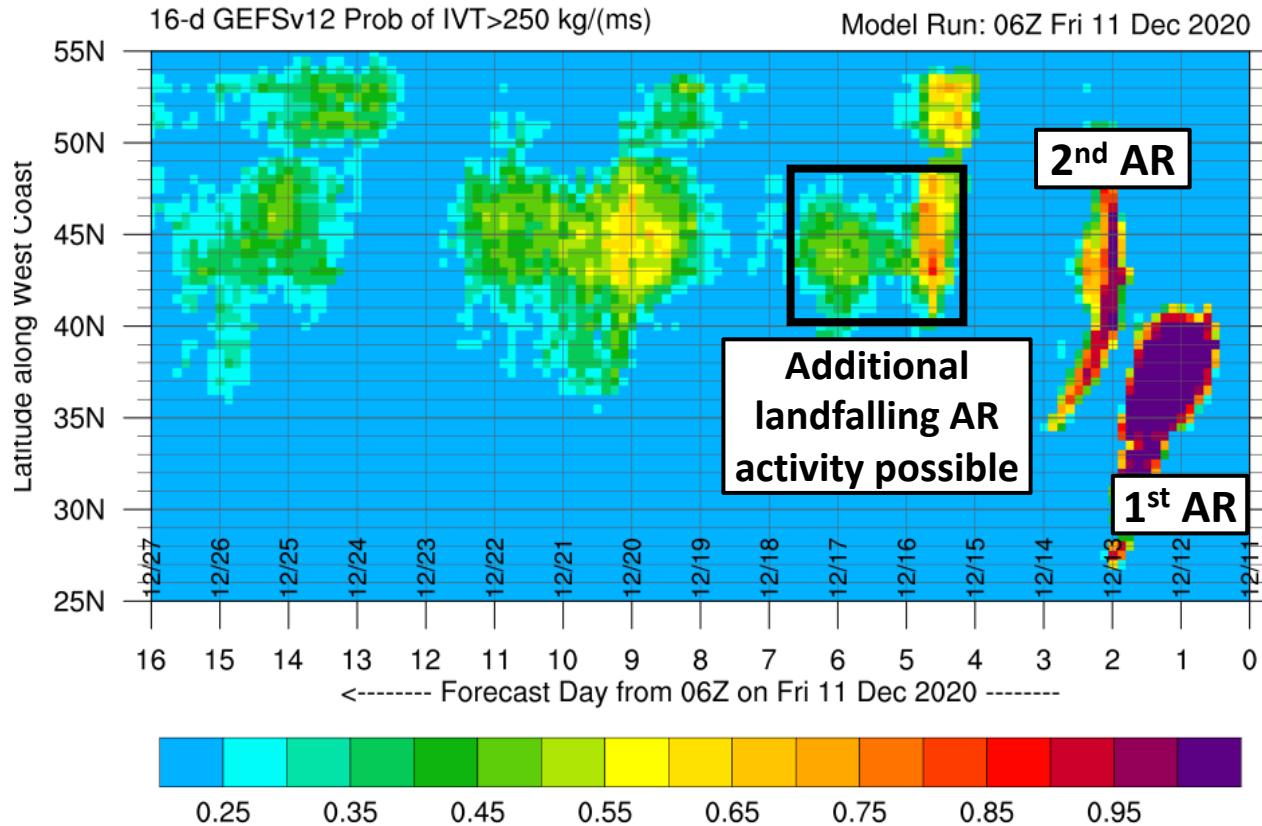 16-d GEFSv12 Prob of IVT>250 kg/(ms)
Model Run: 06Z Fri 11 Dec 2020
Latitude along West Coast
55N
50N
45N
40N
35N
30N
25N
2nd AR
Additional
landfalling AR
activity possible
1st AR
12/27
12/26
12/25
12/24
12/23
12/22
12/21
12/20
12/19
12/18
12/17
12/16
12/15
12/14
12/13
12/12
12/11
16 15 14 13 12 11 10 9 8 7 6 5 4 3 2 1 0
<-------- Forecast Day from 06Z on Fri 11 Dec 2020 --------
0.25 0.35 0.45 0.55 0.65 0.75 0.85 0.95